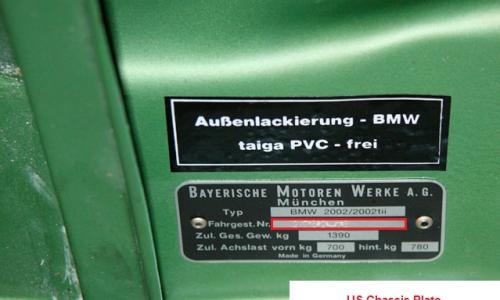 Außenlackierung - BMW
taiga PVC - frei
BAYERISCHE MOTOREN WERKE A.G.
München
Typ BMW 2002/2002tii
Fahrgest.Nr.
Zul. Ges. Gew. kg 1390
Zul. Achslast vorn kg 700 hint. kg 780
Made in Germany
US Chassis Plate